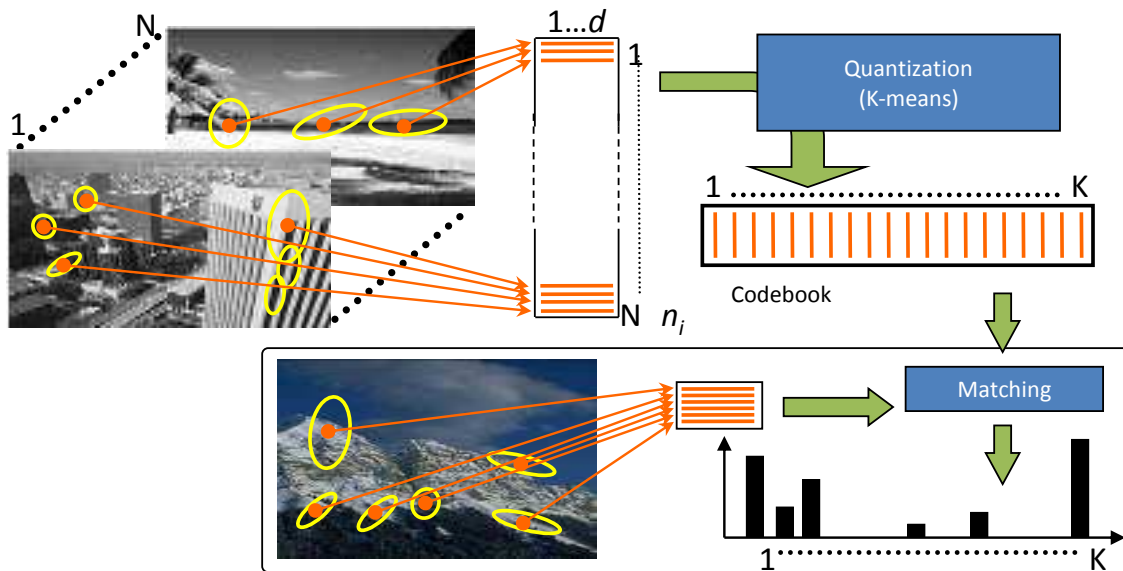 N
1...d
1
1
Quantization
(K-means)
1
K
Codebook
N n_i
Matching
1
K